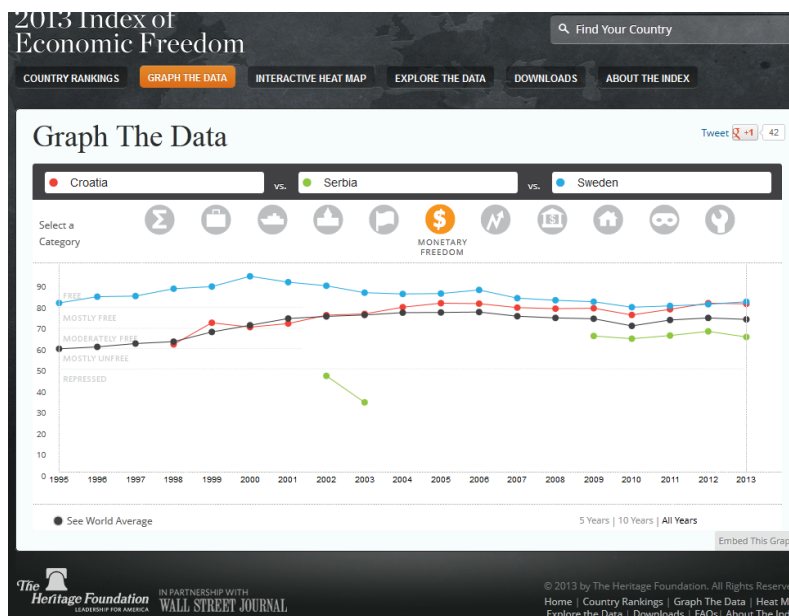 2013 Index of
Economic Freedom
Find Your Country
COUNTRY RANKINGS GRAPH THE DATA INTERACTIVE HEAT MAP EXPLORE THE DATA DOWNLOADS ABOUT THE INDEX
Graph The Data
Tweet g +1 42
Croatia vs. Serbia vs. Sweden
Select a
Category
MONETARY
FREEDOM
90
FREE
80
MOSTLY FREE
70
MODERATELY FREE
60
MOSTLY UNFREE
50
REPRESSED
40
30
20
10
0 1995 1996 1997 1998 1999 2000 2001 2002 2003 2004 2005 2006 2007 2008 2009 2010 2011 2012 2013
See World Average
5 Years | 10 Years | All Years
Embed This Grap
The
Heritage Foundation
LEADERSHIP FOR AMERICA
IN PARTNERSHIP WITH
WALL STREET JOURNAL
© 2013 by The Heritage Foundation. All Rights Reserve
Home | Country Rankings | Graph The Data | Heat M
Explore the Data | Downloads | FAQs | About The Ind